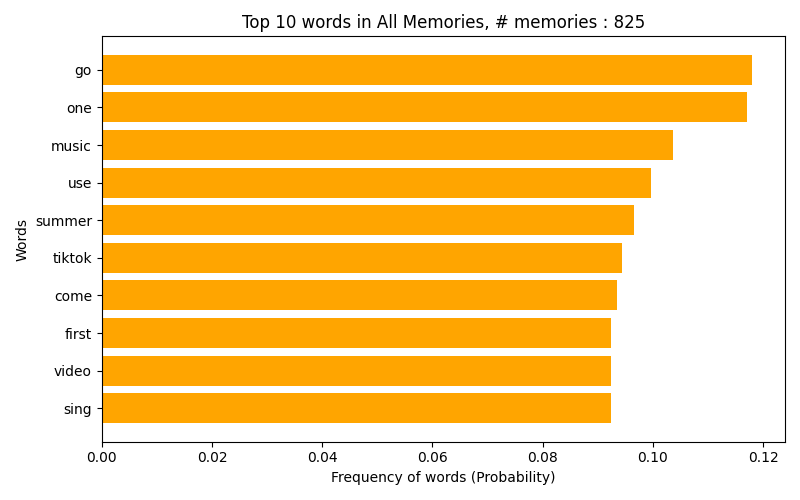 Top 10 words in All Memories, # memories : 825
Words
go
one
music
use
summer
tiktok
come
first
video
sing
0.00 0.02 0.04 0.06 0.08 0.10 0.12
Frequency of words (Probability)